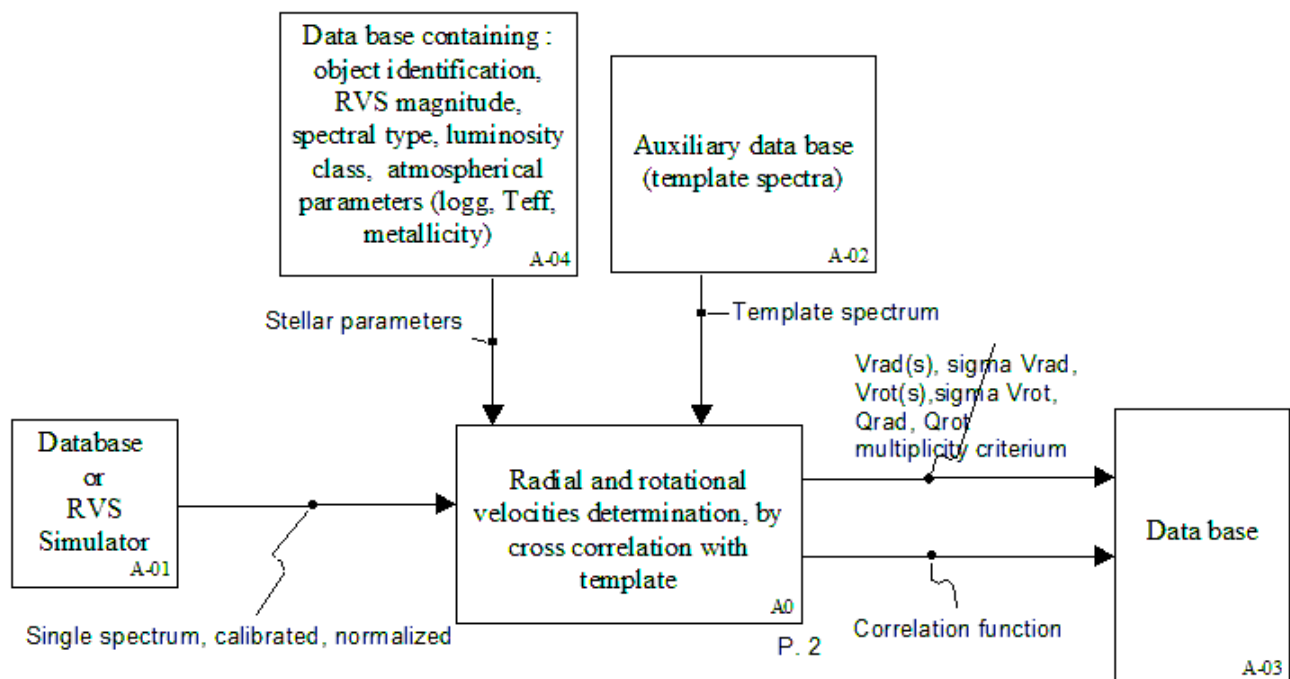 Data base containing :
object identification,
RVS magnitude,
spectral type, luminosity
class, atmospherical
parameters (logg, Teff,
metallicity)
A-04
Auxiliary data base
(template spectra)
A-02
Stellar parameters
Template spectrum
Vrad(s), sigma Vrad,
Vrot(s),sigma Vrot,
Qrad, Qrot
multiplicity criterium
Database
or
RVS
Simulator
A-01
Radial and rotational
velocities determination, by
cross correlation with
template
A0
Data base
A-03
Single spectrum, calibrated, normalized
P. 2
Correlation function